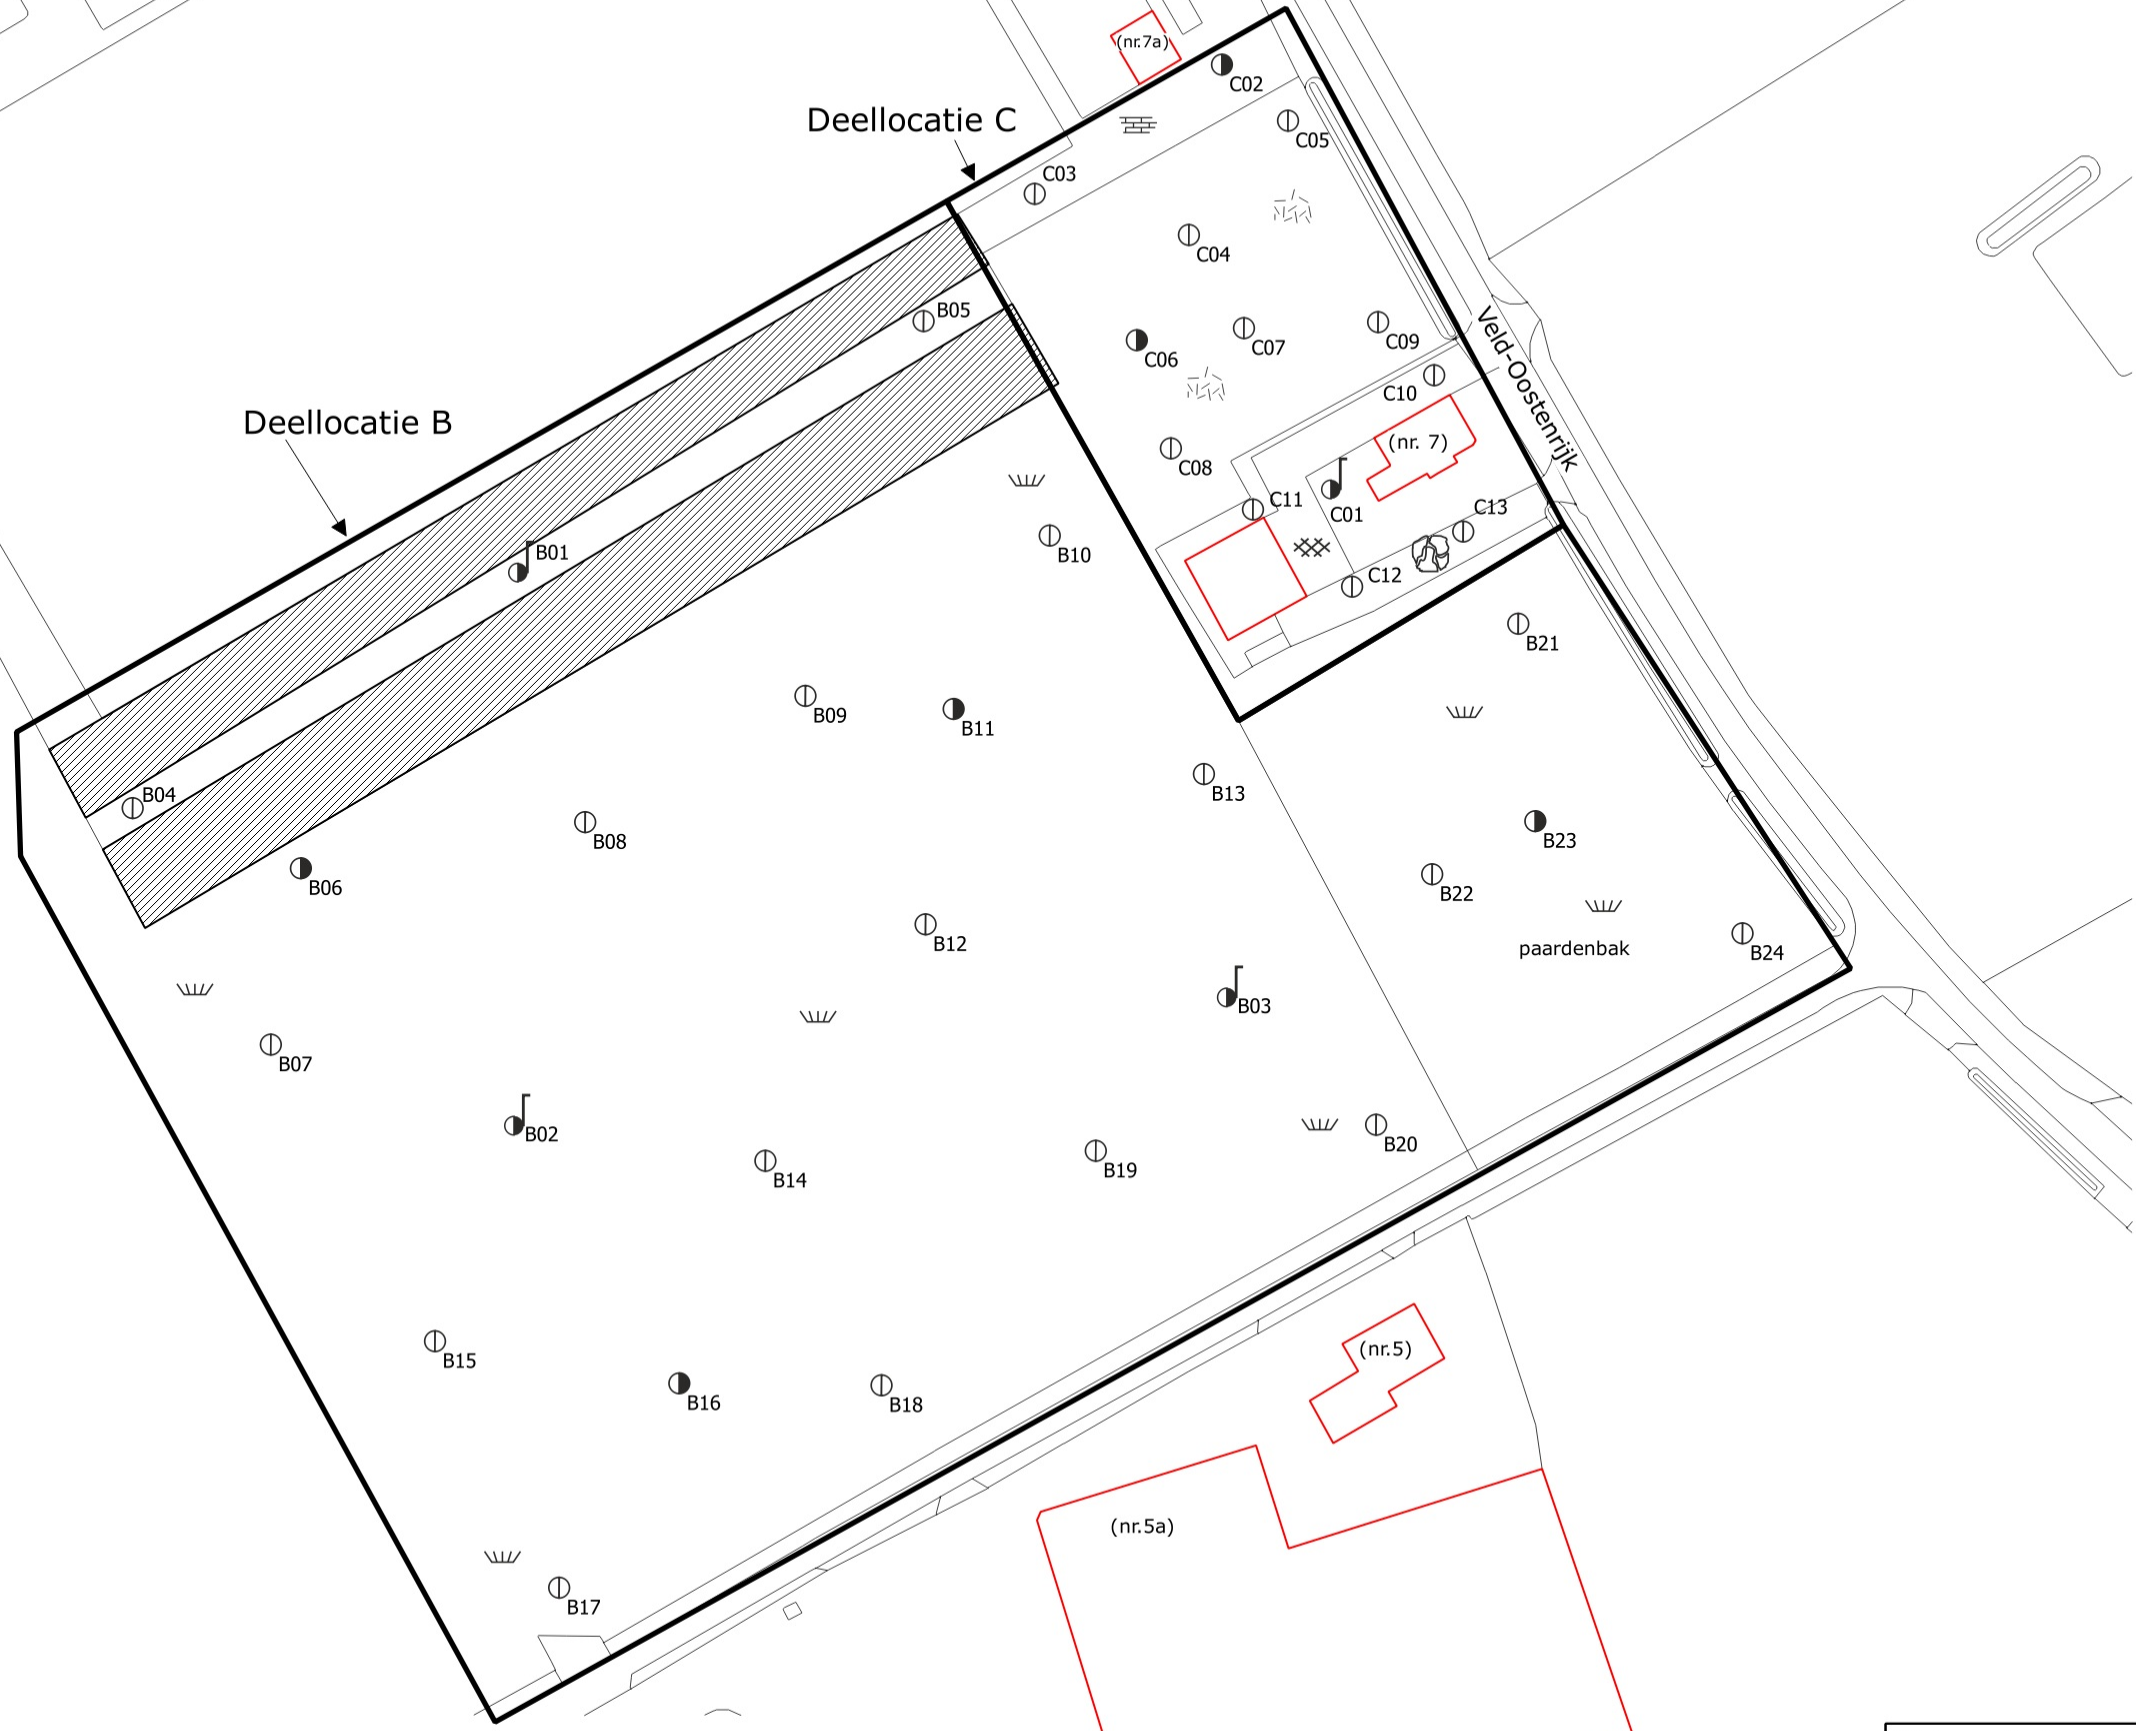 (nr.7a)
C02
Deellocatie C
C05
C03
C04
B05
Veld-Oostenrijk
C09
C07
C06
C10
Deellocatie B
(nr. 7)
C08
C11
C01
C13
B01
B10
C12
B21
B09
B11
B13
B04
B08
B23
B06
B22
B12
paardenbak
B24
B03
B07
B02
B20
B14
B19
(nr.5)
B15
B16
B18
(nr.5a)
B17